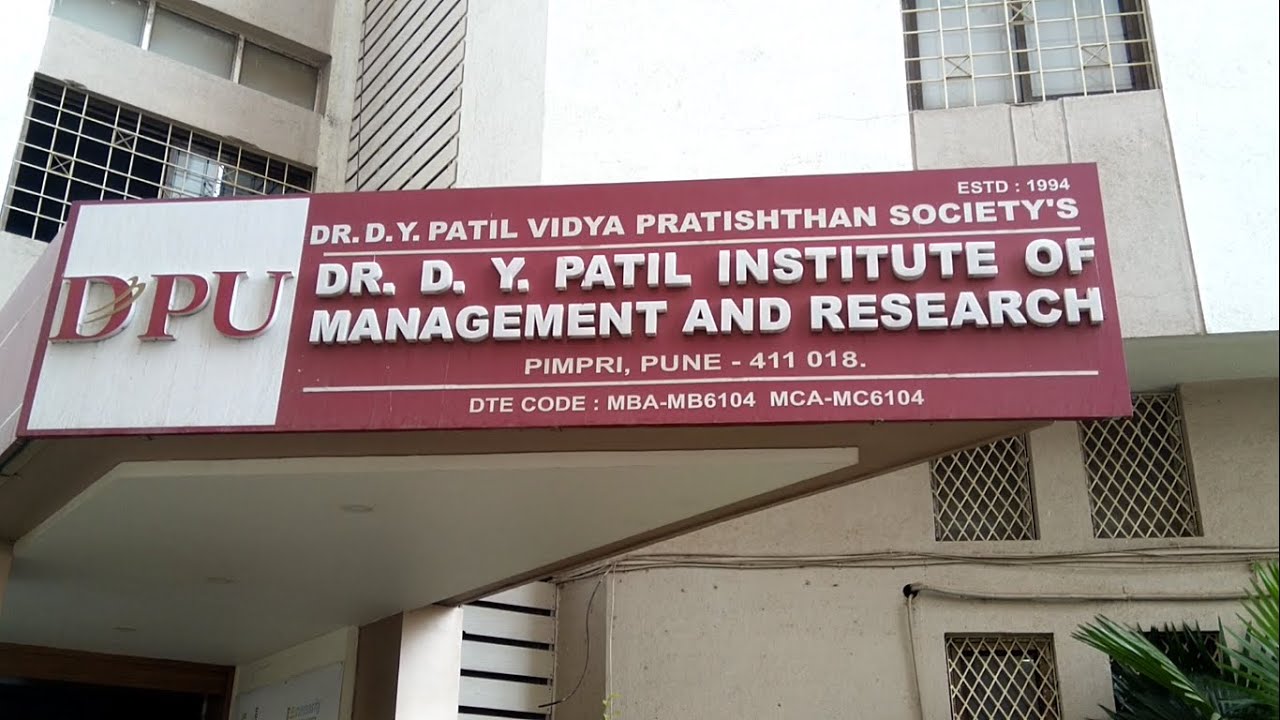 ESTD : 1994
DR. D. Y. PATIL VIDYA PRATISHTHAN SOCIETY'S
DPU
DR. D. Y. PATIL INSTITUTE OF
MANAGEMENT AND RESEARCH
PIMPRI, PUNE - 411 018.
DTE CODE : MBA-MB6104 MCA-MC6104